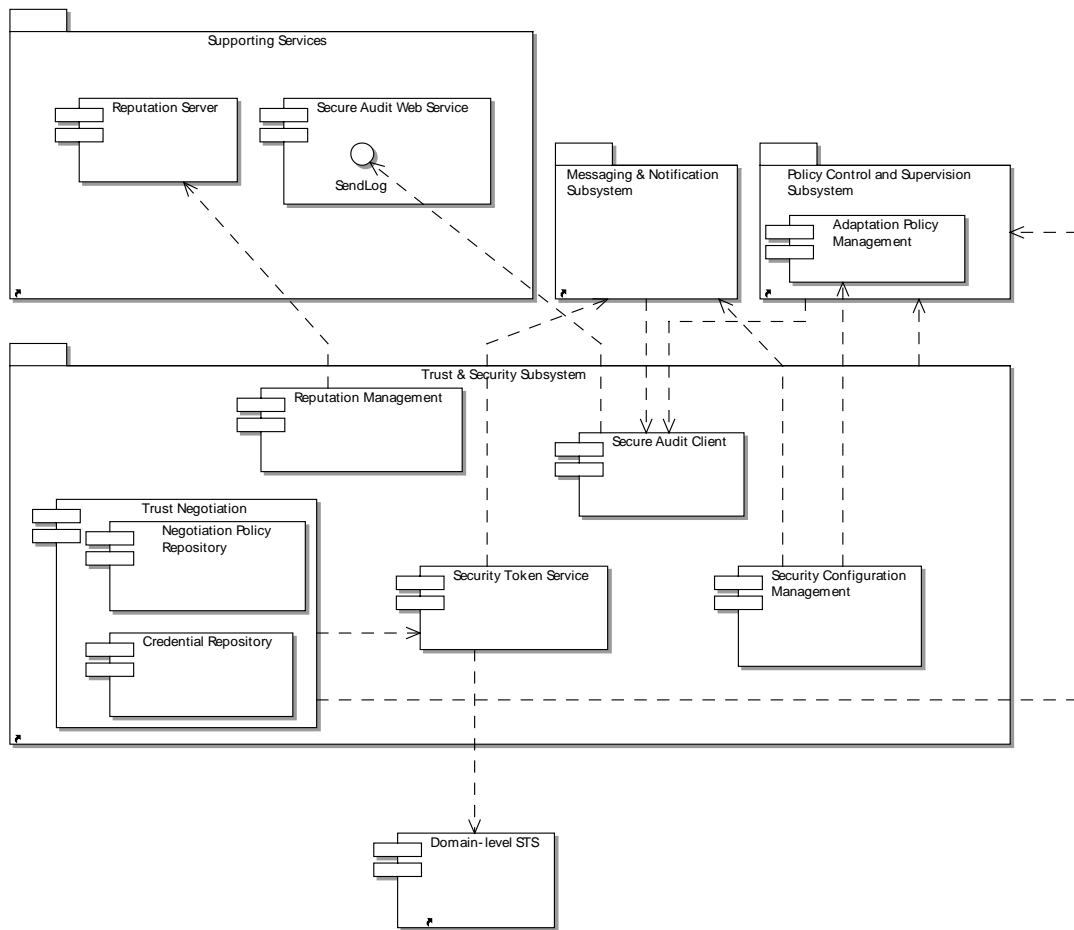 Supporting Services
Reputation Server
Secure Audit Web Service
SendLog
Messaging & Notification
Subsystem
Policy Control and Supervision
Subsystem
Adaptation Policy
Management
Trust & Security Subsystem
Reputation Management
Secure Audit Client
Trust Negotiation
Negotiation Policy
Repository
Security Token Service
Security Configuration
Management
Credential Repository
Domain-level STS